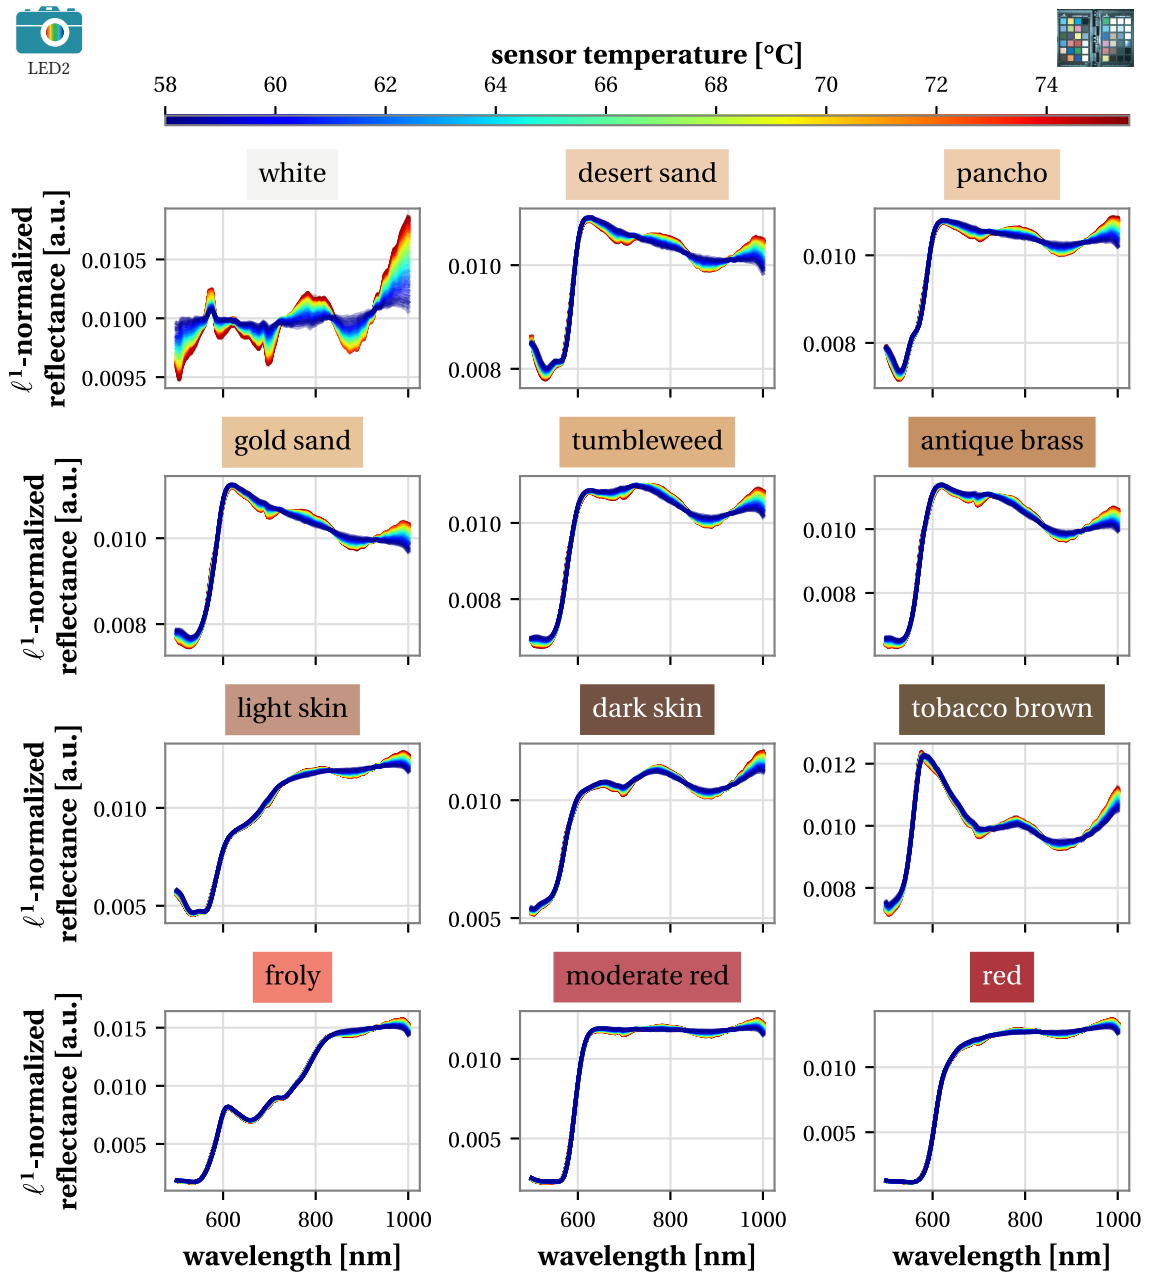 LED2
sensor temperature [°C]
58 60 62 64 66 68 70 72 74
white desert sand pancho
ℓ¹-normalized
reflectance [a.u.]
0.0105
0.0100
0.0095
0.010
0.008
0.010
0.008
gold sand tumbleweed antique brass
ℓ¹-normalized
reflectance [a.u.]
0.010
0.008
0.010
0.008
0.010
0.008
light skin dark skin tobacco brown
ℓ¹-normalized
reflectance [a.u.]
0.010
0.005
0.010
0.005
0.012
0.010
0.008
froly moderate red red
ℓ¹-normalized
reflectance [a.u.]
0.015
0.010
0.005
0.010
0.005
0.010
0.005
600 800 1000 600 800 1000 600 800 1000
wavelength [nm] wavelength [nm] wavelength [nm]